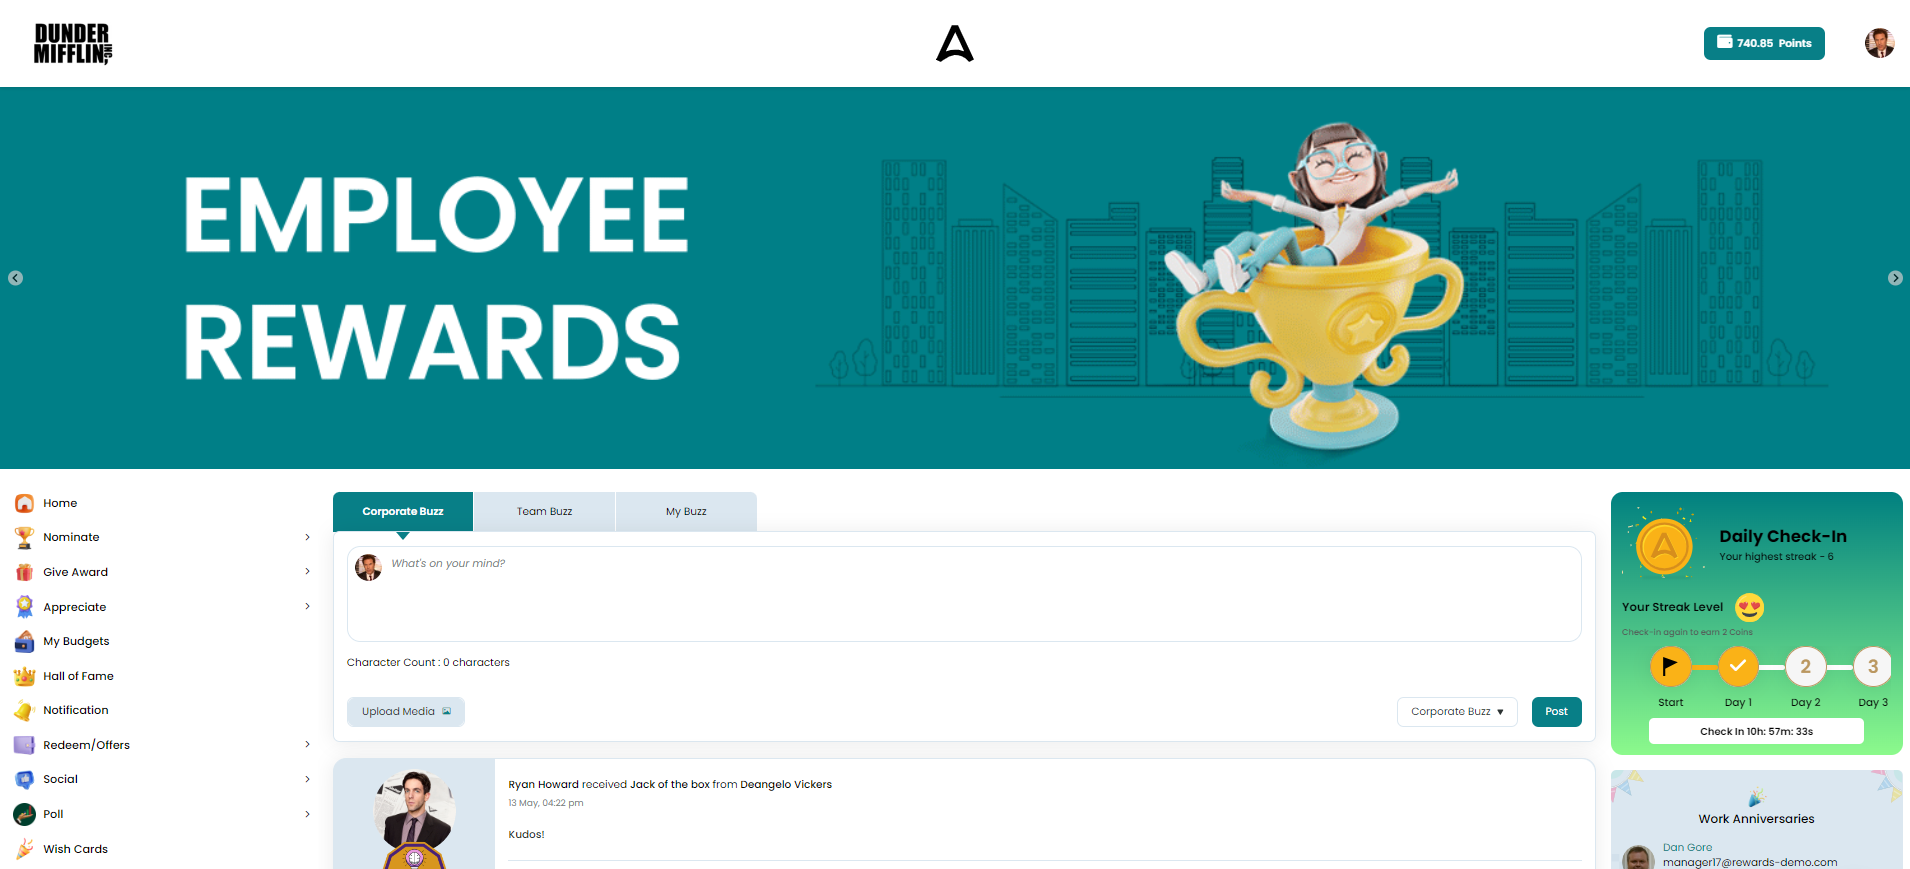 DUNDER
MIFFLIN, INC
740.85 Points
EMPLOYEE
REWARDS
Home
Nominate
Give Award
Appreciate
My Budgets
Hall of Fame
Notification
Redeem/Offers
Social
Poll
Wish Cards
Corporate Buzz
Team Buzz
My Buzz
What's on your mind?
Character Count : 0 characters
Upload Media
Corporate Buzz ▼
Post
Ryan Howard received Jack of the box from Deangelo Vickers
13 May, 04:22 pm
Kudos!
Daily Check-In
Your highest streak - 6
Your Streak Level
Check-in again to earn 2 Coins
2
3
Start
Day 1
Day 2
Day 3
Check In 10h: 57m: 33s
Work Anniversaries
Dan Gore
manager17@rewards-demo.com